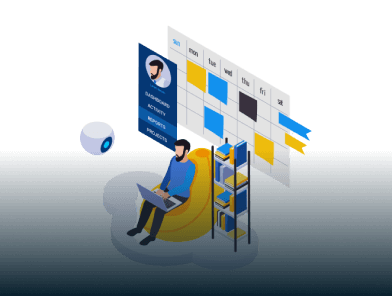 sun mon tue wed thu fri sat
DASHBOARD
ACTIVITY
REPORTS
PROJECTS